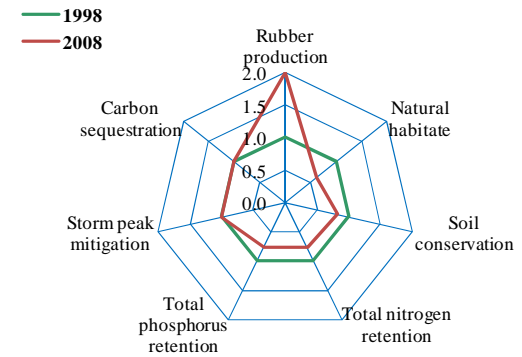 1998
2008
Rubber
production
2.0
1.5
1.0
0.5
0.0
Natural
habitate
Soil
conservation
Total nitrogen
retention
Total
phosphorus
retention
Storm peak
mitigation
Carbon
sequestration